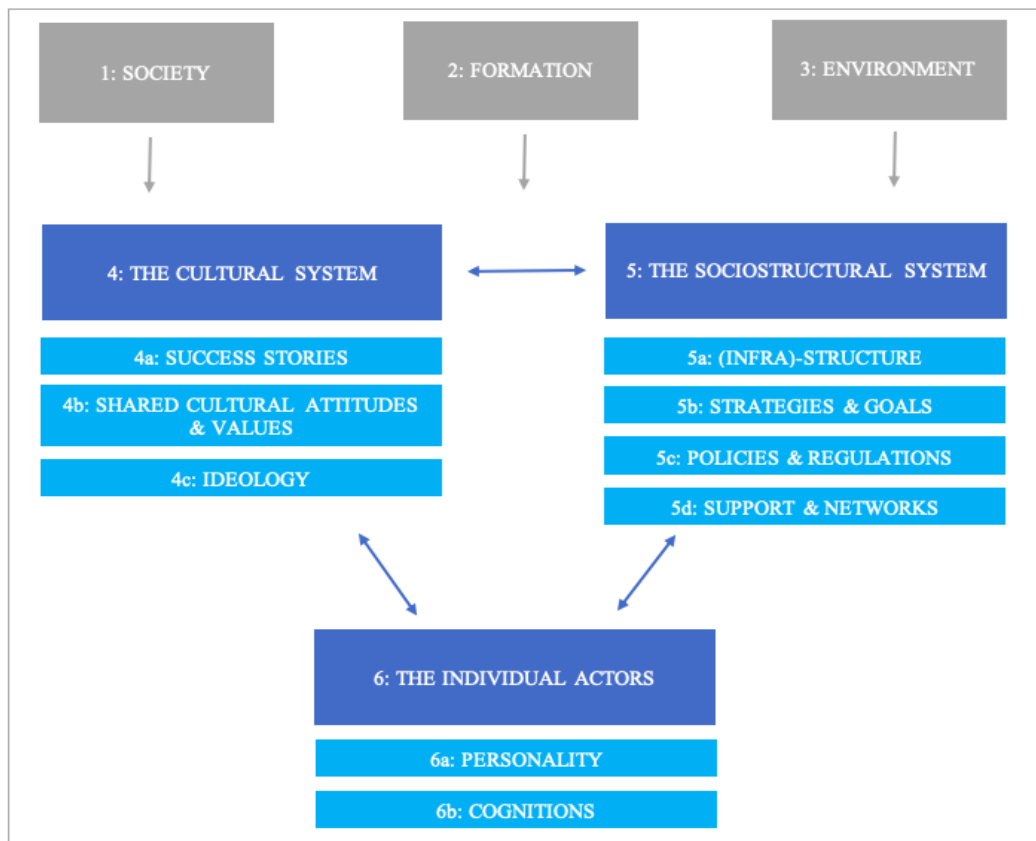 1: SOCIETY
2: FORMATION
3: ENVIRONMENT
4: THE CULTURAL SYSTEM
4a: SUCCESS STORIES
4b: SHARED CULTURAL ATTITUDES
& VALUES
4c: IDEOLOGY
5: THE SOCIOSTRUCTURAL SYSTEM
5a: (INFRA)-STRUCTURE
5b: STRATEGIES & GOALS
5c: POLICIES & REGULATIONS
5d: SUPPORT & NETWORKS
6: THE INDIVIDUAL ACTORS
6a: PERSONALITY
6b: COGNITIONS